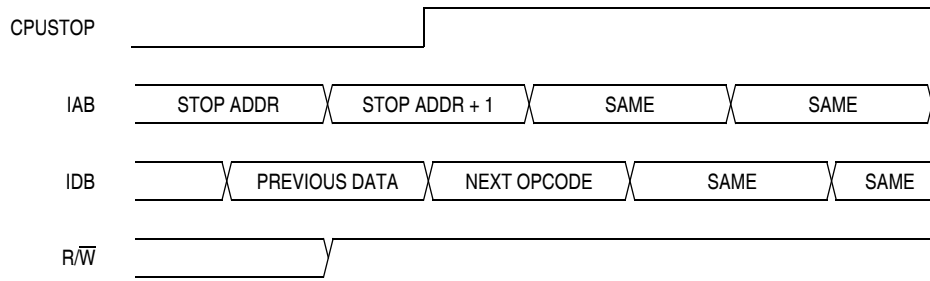 CPUSTOP
IAB STOP ADDR STOP ADDR + 1 SAME SAME
IDB PREVIOUS DATA NEXT OPCODE SAME SAME
R/W̅